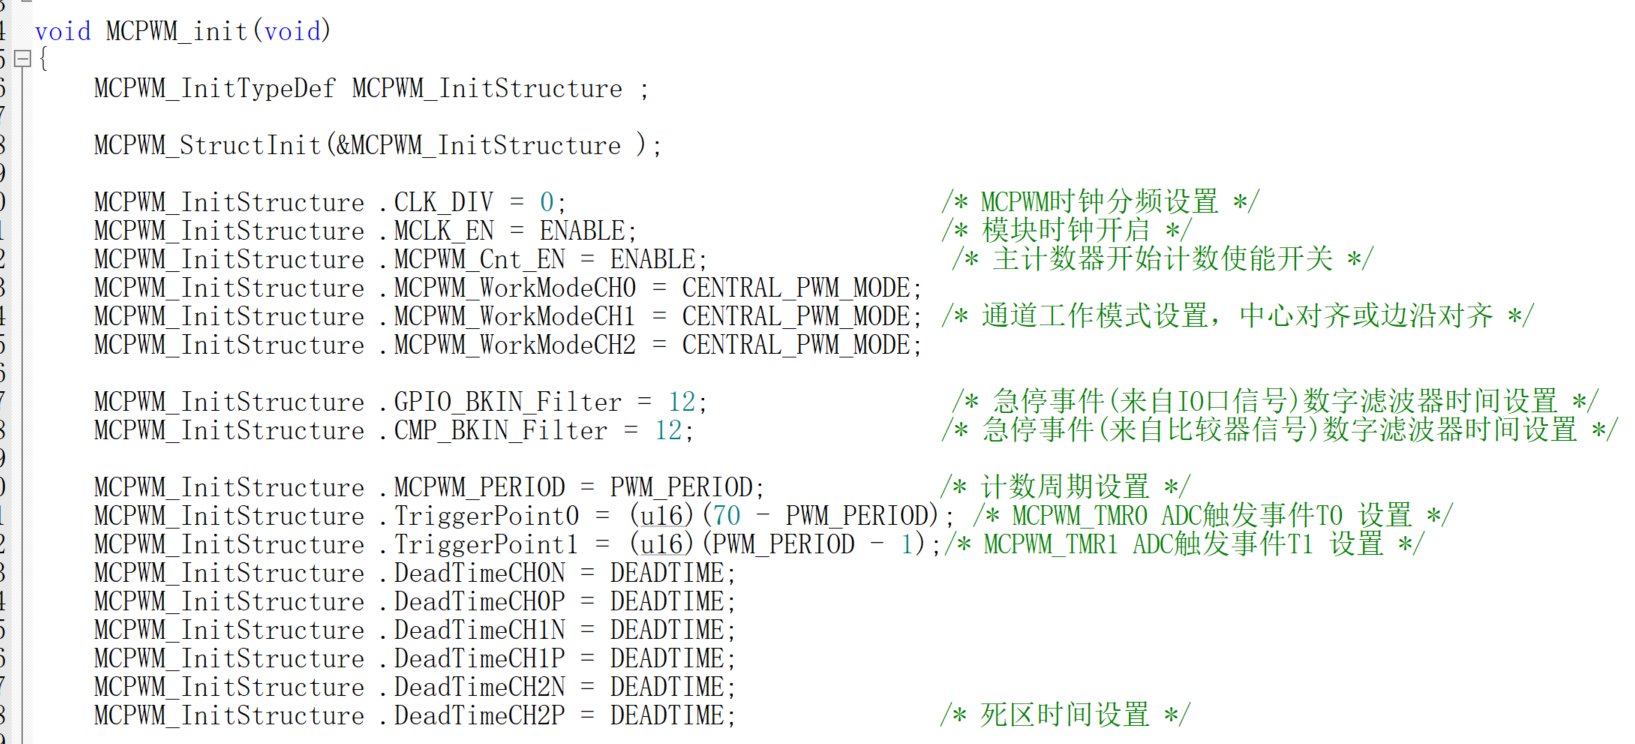 void MCPWM_init(void)
{
MCPWM_InitTypeDef MCPWM_InitStructure ;
MCPWM_StructInit(&MCPWM_InitStructure );
MCPWM_InitStructure .CLK_DIV = 0; /* MCPWM时钟分频设置 */
MCPWM_InitStructure .MCLK_EN = ENABLE; /* 模块时钟开启 */
MCPWM_InitStructure .MCPWM_Cnt_EN = ENABLE; /* 主计数器开始计数使能开关 */
MCPWM_InitStructure .MCPWM_WorkModeCH0 = CENTRAL_PWM_MODE;
MCPWM_InitStructure .MCPWM_WorkModeCH1 = CENTRAL_PWM_MODE; /* 通道工作模式设置，中心对齐或边沿对齐 */
MCPWM_InitStructure .MCPWM_WorkModeCH2 = CENTRAL_PWM_MODE;
MCPWM_InitStructure .GPIO_BKIN_Filter = 12; /* 急停事件(来自IO口信号)数字滤波器时间设置 */
MCPWM_InitStructure .CMP_BKIN_Filter = 12; /* 急停事件(来自比较器信号)数字滤波器时间设置 */
MCPWM_InitStructure .MCPWM_PERIOD = PWM_PERIOD; /* 计数周期设置 */
MCPWM_InitStructure .TriggerPoint0 = (u16)(70 - PWM_PERIOD); /* MCPWM_TMR0 ADC触发事件T0 设置 */
MCPWM_InitStructure .TriggerPoint1 = (u16)(PWM_PERIOD - 1);/* MCPWM_TMR1 ADC触发事件T1 设置 */
MCPWM_InitStructure .DeadTimeCH0N = DEADTIME;
MCPWM_InitStructure .DeadTimeCH0P = DEADTIME;
MCPWM_InitStructure .DeadTimeCH1N = DEADTIME;
MCPWM_InitStructure .DeadTimeCH1P = DEADTIME;
MCPWM_InitStructure .DeadTimeCH2N = DEADTIME;
MCPWM_InitStructure .DeadTimeCH2P = DEADTIME; /* 死区时间设置 */